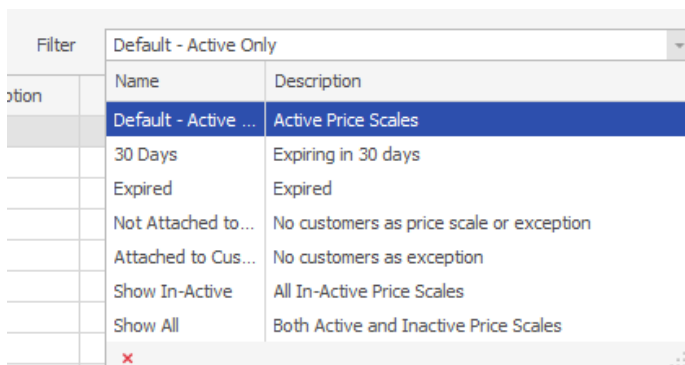 Filter Default - Active Only
ption Name Description
Default - Active ... Active Price Scales
30 Days Expiring in 30 days
Expired Expired
Not Attached to... No customers as price scale or exception
Attached to Cus... No customers as exception
Show In-Active All In-Active Price Scales
Show All Both Active and Inactive Price Scales